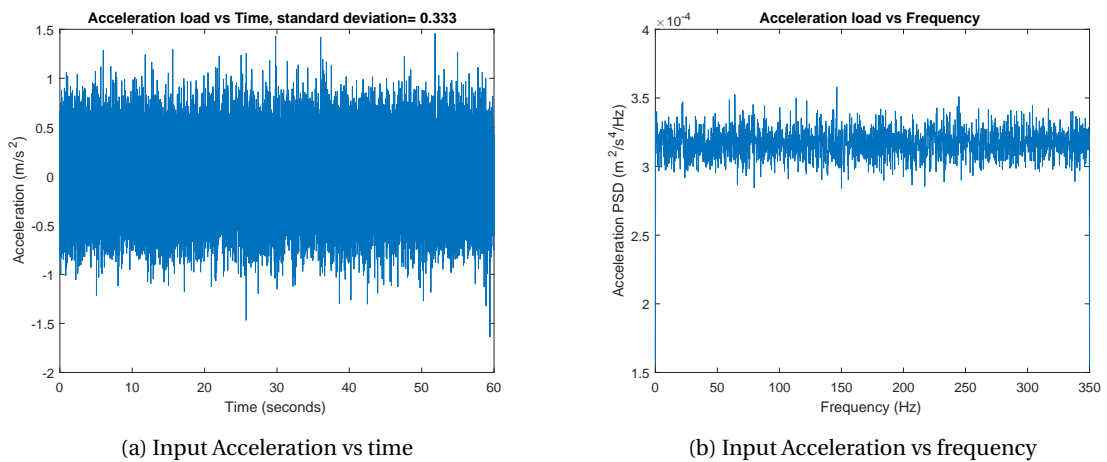 Acceleration load vs Time, standard deviation= 0.333
1.5
1
0.5
0
-0.5
-1
-1.5
-2
Acceleration (m/s²)
0 10 20 30 40 50 60
Time (seconds)
(a) Input Acceleration vs time
×10⁻⁴
Acceleration load vs Frequency
4
3.5
3
2.5
2
1.5
Acceleration PSD (m²/s⁴/Hz)
0 50 100 150 200 250 300 350
Frequency (Hz)
(b) Input Acceleration vs frequency